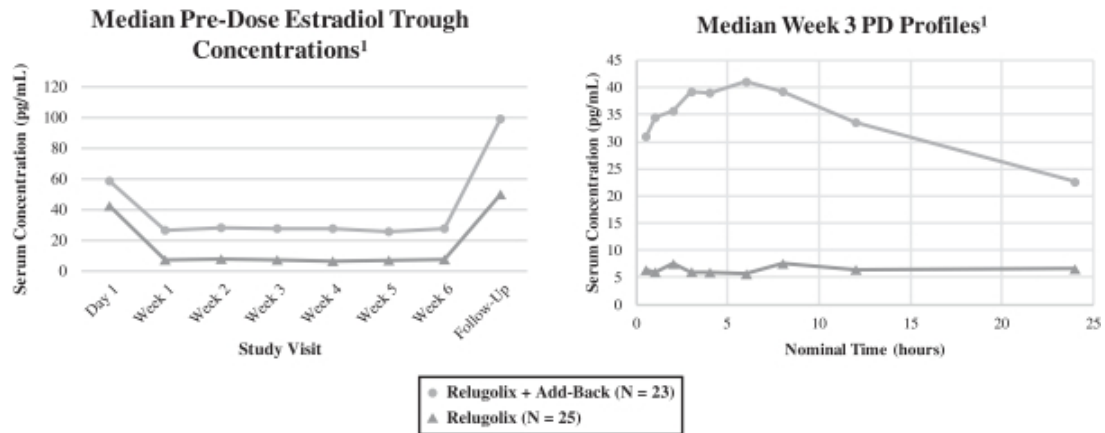 Median Pre-Dose Estradiol Trough
Concentrations¹
Serum Concentration (pg/mL)
120
100
80
60
40
20
0
Day 1
Week 1
Week 2
Week 3
Week 4
Week 5
Week 6
Follow-Up
Study Visit
Median Week 3 PD Profiles¹
Serum Concentration (pg/mL)
45
40
35
30
25
20
15
10
5
0
0
5
10
15
20
25
Nominal Time (hours)
Relugolix + Add-Back (N = 23)
Relugolix (N = 25)